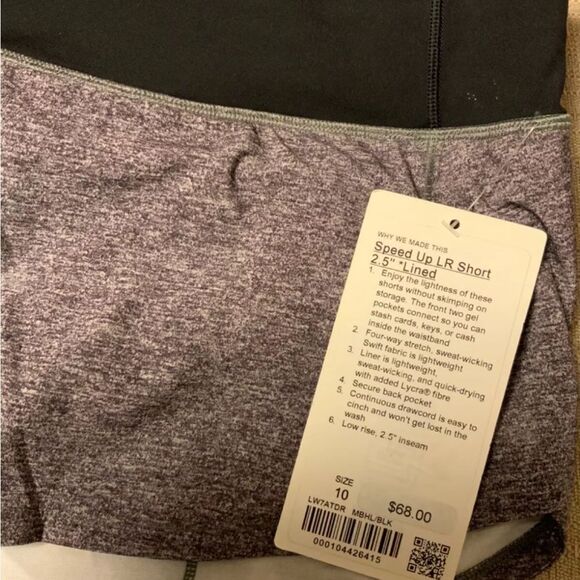 WHY WE MADE THIS
Speed Up LR Short
2.5" *Lined
1. Enjoy the lightness of these
shorts without skimping on
storage. The front two gel
pockets connect so you can
stash cards, keys, or cash
inside the waistband
2. Four-way stretch, sweat-wicking
Swift fabric is lightweight
3. Liner is lightweight,
sweat-wicking, and quick-drying
with added Lycra® fibre
4. Secure back pocket
5. Continuous drawcord is easy to
cinch and won't get lost in the
wash
6. Low rise, 2.5" inseam
SIZE
10 $68.00
LW7ATDR MBHL/BLK
000104426415